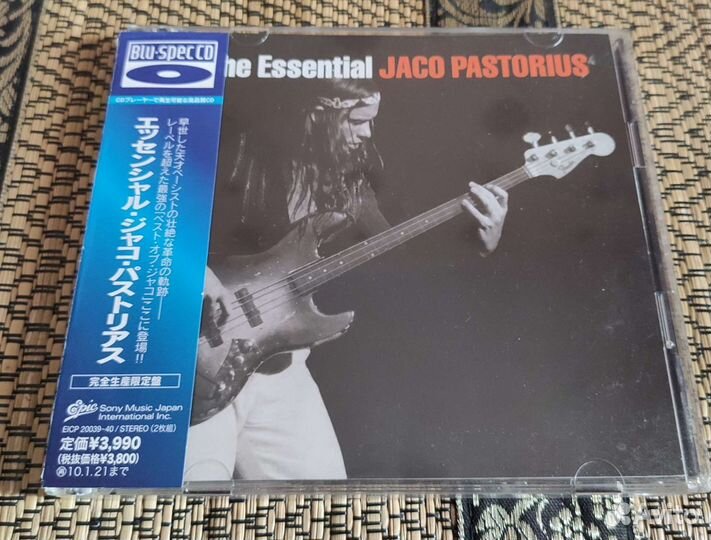 Blu-specCD
CDプレーヤーで再生可能な高品質CD
he Essential JACO PASTORIUS
早世した天才ベーシストの壮絶な革命の軌跡――
レーベルを超えた最強の「ベスト・オブ・ジャコ」ここに登場!!
エッセンシャル・ジャコ・パストリアス
完全生産限定盤
Epic Sony Music Japan
International Inc.
EICP 20039~40 / STEREO (2枚組)
定価¥3,990
(税抜価格¥3,800)
10.1.21まで
Avito